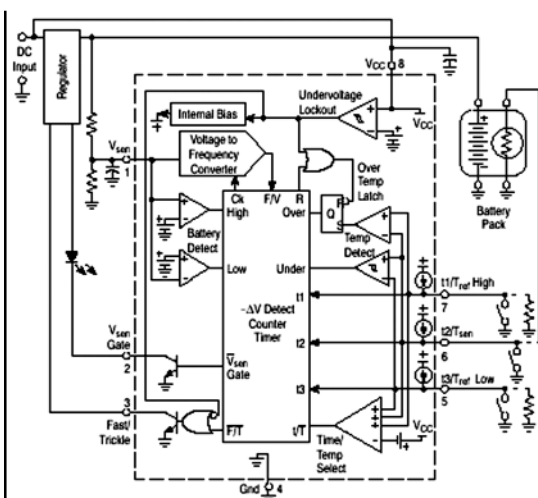 DC
Input
Regulator
VCC 8
Undervoltage
Lockout
VCC
Internal Bias
Voltage to
Frequency
Converter
Vsen
1
Over
Temp
Latch
Ck F/V R
High Over
R
Q
S
Battery
Detect
Temp
Detect
Battery
Pack
Low Under
t1
t1/Tref High
7
–ΔV Detect
Counter
Timer
t2
t2/Tsen
6
Vsen
Gate
2
Vsen
Gate
t3
t3/Tref Low
5
3
Fast/
Trickle
F/T t/T
Time/
Temp
Select
VCC
Gnd 4